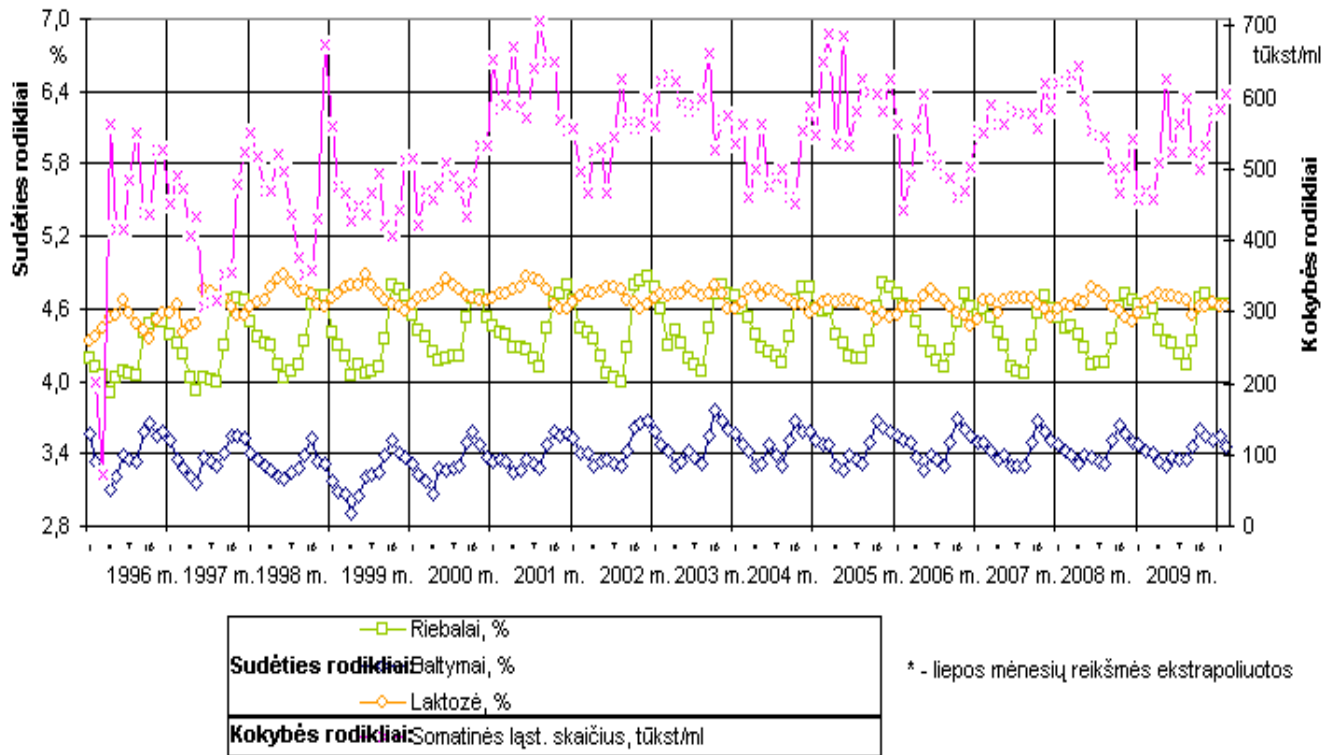 7,0
%
6,4
5,8
5,2
4,6
4,0
3,4
2,8
Sudėties rodikliai
700
tūkst/ml
600
500
400
300
200
100
0
Kokybės rodikliai
1996 m. 1997 m. 1998 m. 1999 m. 2000 m. 2001 m. 2002 m. 2003 m. 2004 m. 2005 m. 2006 m. 2007 m. 2008 m. 2009 m.
Riebalai, %
Sudėties rodikliai: Baltymai, %
Laktozė, %
Kokybės rodikliai: Somatinės ląst. skaičius, tūkst/ml
* - liepos mėnesių reikšmės ekstrapoliuotos